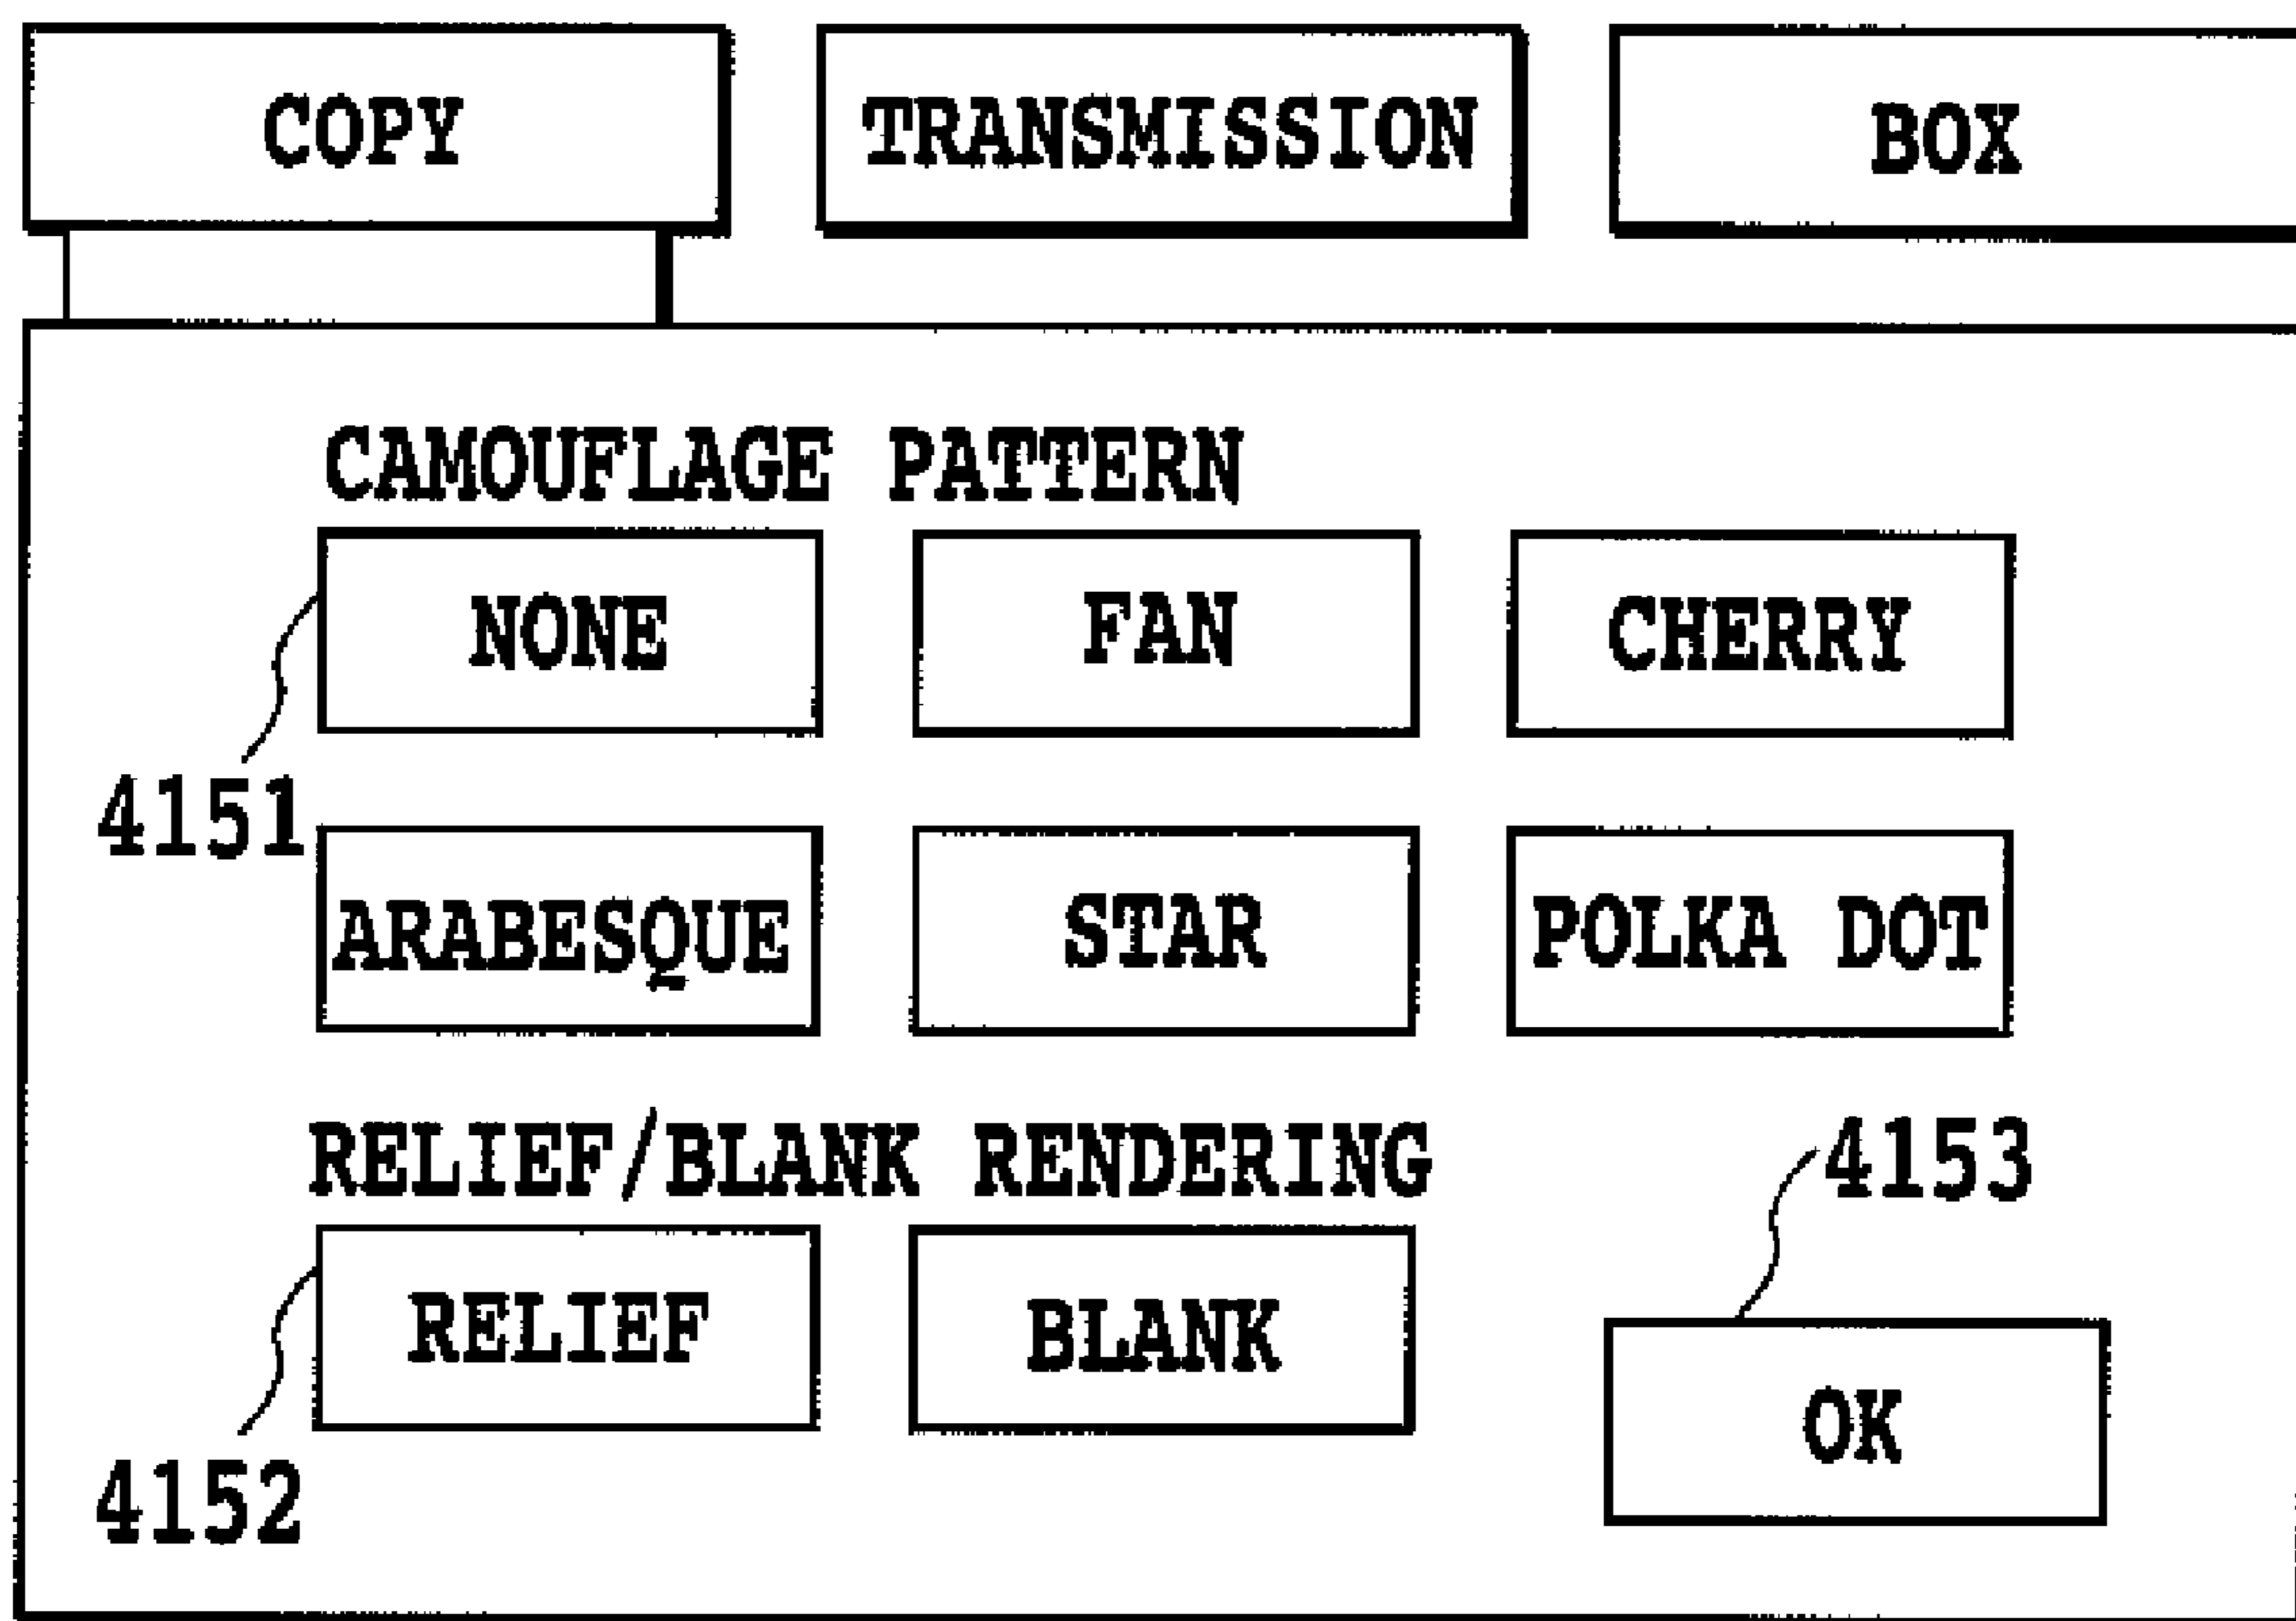 COPY TRANSMISSION BOX
CAMOUFLAGE PATTERN
NONE FAN CHERRY
4151
ARABESQUE STAR POLKA DOT
RELIEF/BLANK RENDERING 4153
RELIEF BLANK
OK
4152